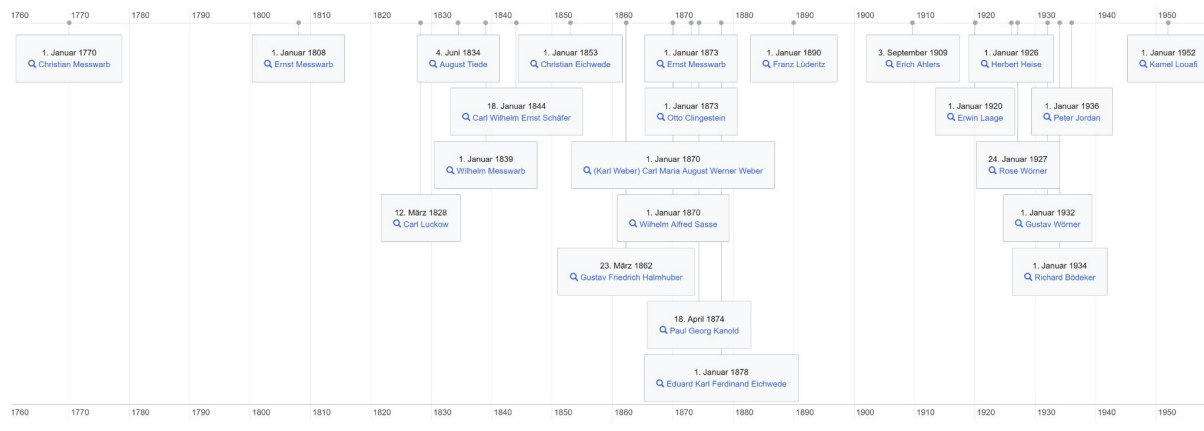 1760 1770 1780 1790 1800 1810 1820 1830 1840 1850 1860 1870 1880 1890 1900 1910 1920 1930 1940 1950
1. Januar 1770
Christian Messwarb
1. Januar 1808
Ernst Messwarb
4. Juni 1834
August Tiede
1. Januar 1853
Christian Eichwede
1. Januar 1873
Ernst Messwarb
1. Januar 1890
Franz Lüderitz
3. September 1909
Erich Ahlers
1. Januar 1926
Herbert Heise
1. Januar 1952
Kamel Louafi
18. Januar 1844
Carl Wilhelm Ernst Schäfer
1. Januar 1873
Otto Clingestein
1. Januar 1920
Erwin Laage
1. Januar 1936
Peter Jordan
1. Januar 1839
Wilhelm Messwarb
1. Januar 1870
(Karl Weber) Carl Maria August Werner Weber
24. Januar 1927
Rose Wörner
12. März 1828
Carl Luckow
1. Januar 1870
Wilhelm Alfred Sasse
1. Januar 1932
Gustav Wörner
23. März 1862
Gustav Friedrich Halmhuber
1. Januar 1934
Richard Bödeker
18. April 1874
Paul Georg Kanold
1. Januar 1878
Eduard Karl Ferdinand Eichwede
1760 1770 1780 1790 1800 1810 1820 1830 1840 1850 1860 1870 1880 1890 1900 1910 1920 1930 1940 1950